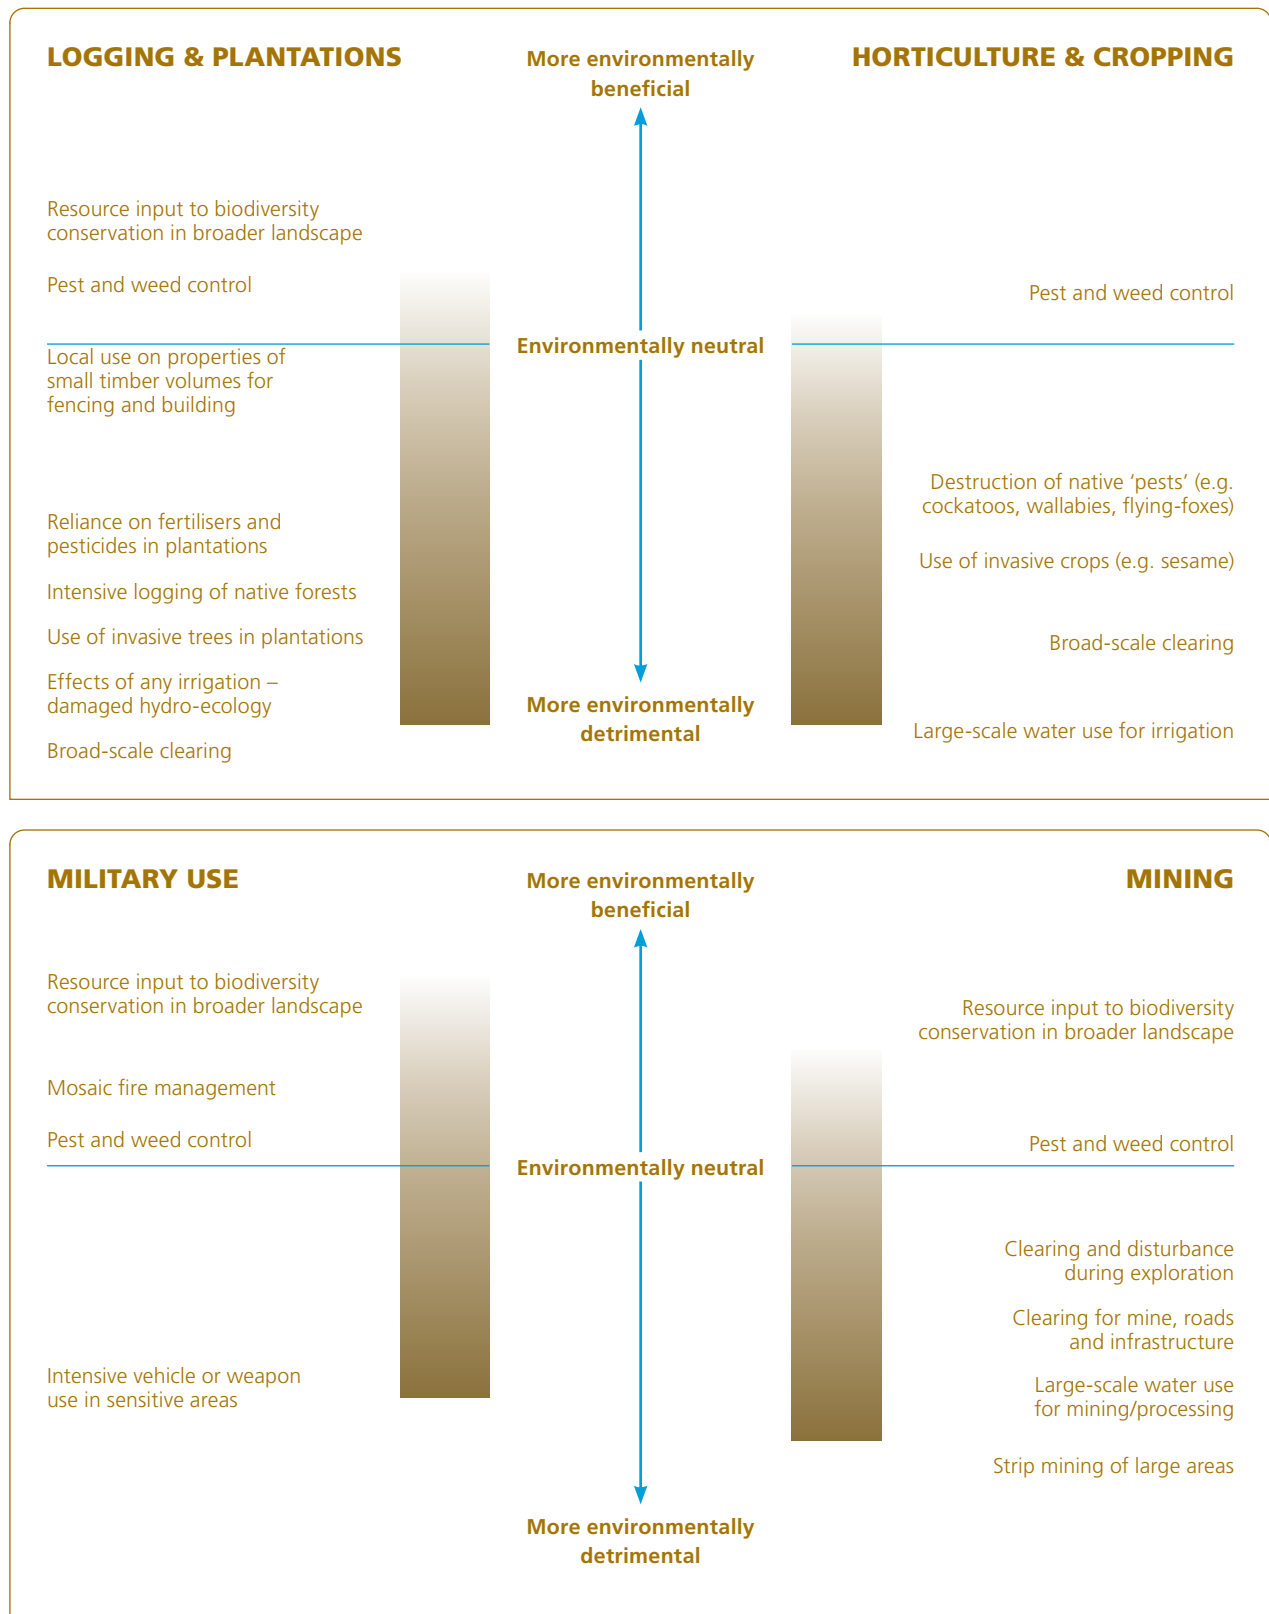 LOGGING & PLANTATIONS
More environmentally
beneficial
HORTICULTURE & CROPPING
Resource input to biodiversity
conservation in broader landscape
Pest and weed control
Local use on properties of
small timber volumes for
fencing and building
Reliance on fertilisers and
pesticides in plantations
Intensive logging of native forests
Use of invasive trees in plantations
Effects of any irrigation –
damaged hydro-ecology
Broad-scale clearing
Environmentally neutral
More environmentally
detrimental
Pest and weed control
Destruction of native ‘pests’ (e.g.
cockatoos, wallabies, flying-foxes)
Use of invasive crops (e.g. sesame)
Broad-scale clearing
Large-scale water use for irrigation
MILITARY USE
More environmentally
beneficial
MINING
Resource input to biodiversity
conservation in broader landscape
Mosaic fire management
Pest and weed control
Intensive vehicle or weapon
use in sensitive areas
Environmentally neutral
More environmentally
detrimental
Resource input to biodiversity
conservation in broader landscape
Pest and weed control
Clearing and disturbance
during exploration
Clearing for mine, roads
and infrastructure
Large-scale water use
for mining/processing
Strip mining of large areas